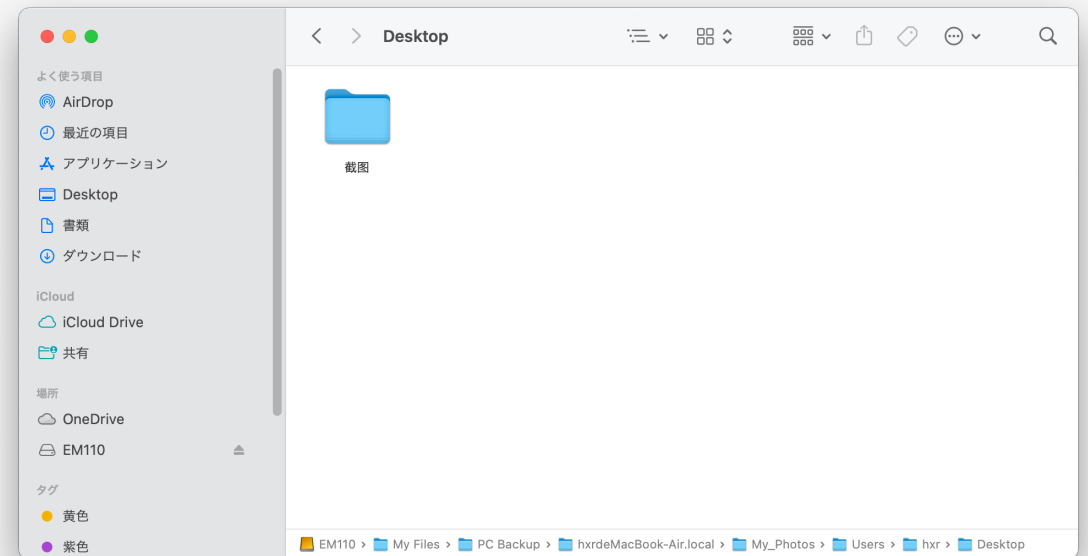 Desktop
よく使う項目
AirDrop
最近の項目
アプリケーション
Desktop
書類
ダウンロード
iCloud
iCloud Drive
共有
場所
OneDrive
EM110
タグ
黄色
紫色
截图
EM110 › My Files › PC Backup › hxrdeMacBook-Air.local › My_Photos › Users › hxr › Desktop